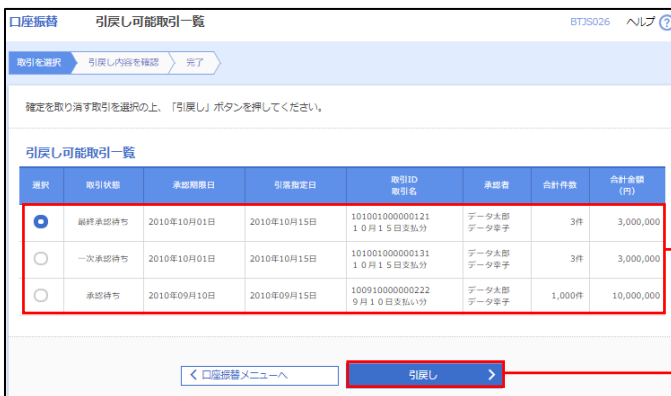 口座振替 引戻し可能取引一覧 BTJS026 ヘルプ ?
取引を選択 引戻し内容を確認 完了
確定を取り消す取引を選択の上、「引戻し」ボタンを押してください。
引戻し可能取引一覧
選択 取引状態 承認期限日 引落指定日 取引ID 取引名 承認者 合計件数 合計金額(円)
最終承認待ち 2010年10月01日 2010年10月15日 101001000000121 データ太郎 3件 3,000,000
10月15日支払分 データ幸子
一次承認待ち 2010年10月01日 2010年10月15日 101001000000131 データ太郎 3件 3,000,000
10月15日支払分 データ幸子
承認待ち 2010年09月10日 2010年09月15日 100910000000222 データ太郎 1,000件 10,000,000
9月10日支払い分 データ幸子
口座振替メニューへ 引戻し